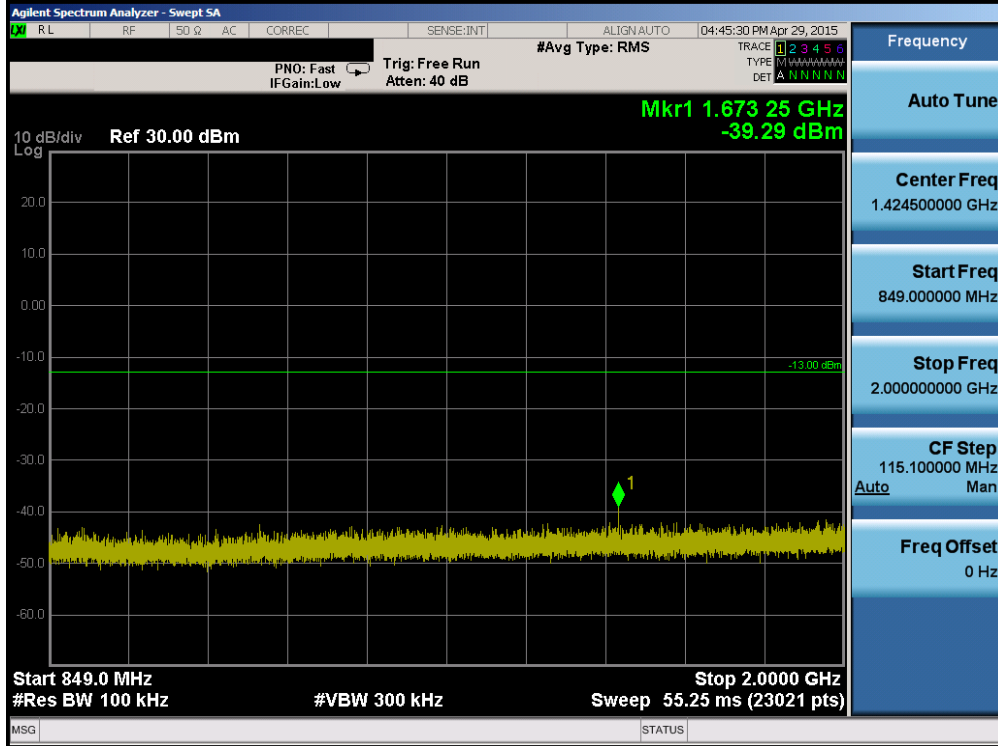 Agilent Spectrum Analyzer - Swept SA
LXI RL RF 50 Ω AC CORREC SENSE:INT ALIGNAUTO 04:45:30 PM Apr 29, 2015
#Avg Type: RMS TRACE 1 2 3 4 5 6
PNO: Fast Trig: Free Run TYPE M
IFGain:Low Atten: 40 dB DET A N N N N N
Mkr1 1.673 25 GHz
-39.29 dBm
10 dB/div Ref 30.00 dBm
Log
20.0
10.0
0.00
-10.0
-13.00 dBm
-20.0
-30.0
1
-40.0
-50.0
-60.0
Start 849.0 MHz Stop 2.0000 GHz
#Res BW 100 kHz #VBW 300 kHz Sweep 55.25 ms (23021 pts)
MSG STATUS
Frequency
Auto Tune
Center Freq
1.424500000 GHz
Start Freq
849.000000 MHz
Stop Freq
2.000000000 GHz
CF Step
115.100000 MHz
Auto Man
Freq Offset
0 Hz